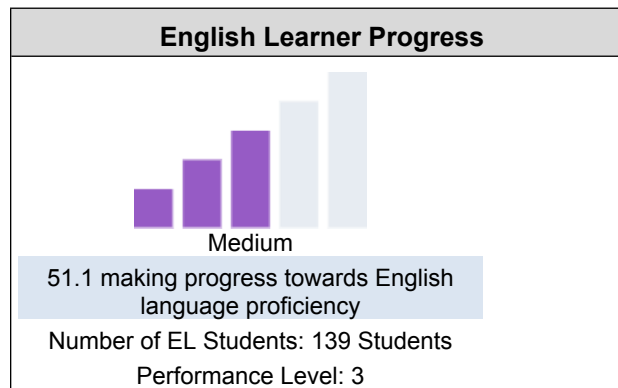 English Learner Progress
Medium
51.1 making progress towards English
language proficiency
Number of EL Students: 139 Students
Performance Level: 3